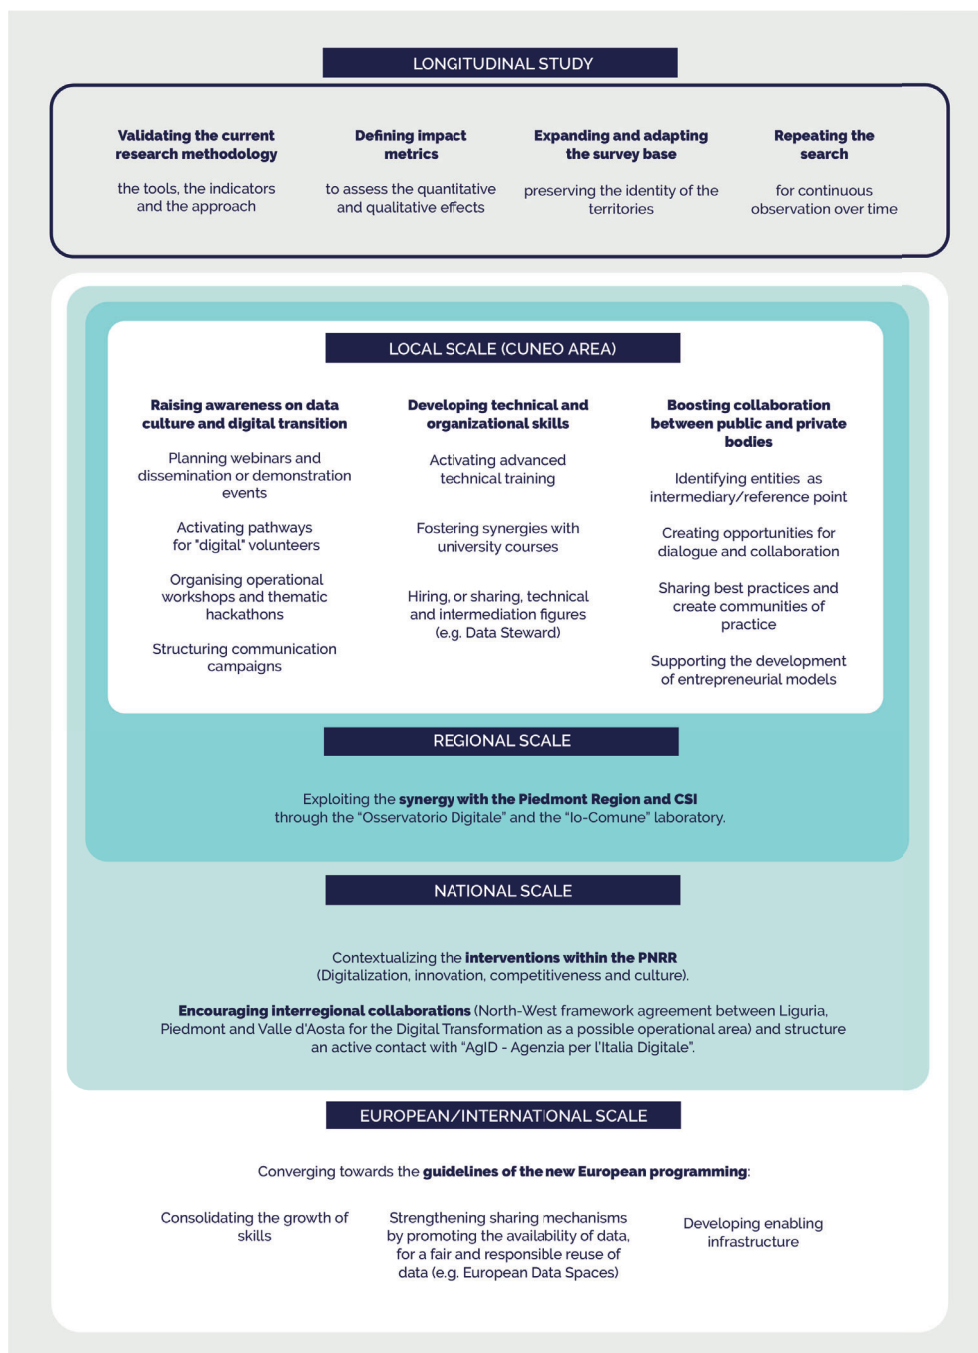 LONGITUDINAL STUDY
Validating the current
research methodology
the tools, the indicators
and the approach
Defining impact
metrics
to assess the quantitative
and qualitative effects
Expanding and adapting
the survey base
preserving the identity of the
territories
Repeating the
search
for continuous
observation over time
LOCAL SCALE (CUNEO AREA)
Raising awareness on data
culture and digital transition
Planning webinars and
dissemination or demonstration
events
Activating pathways
for "digital" volunteers
Organising operational
workshops and thematic
hackathons
Structuring communication
campaigns
Developing technical and
organizational skills
Activating advanced
technical training
Fostering synergies with
university courses
Hiring, or sharing, technical
and intermediation figures
(e.g. Data Steward)
Boosting collaboration
between public and private
bodies
Identifying entities as
intermediary/reference point
Creating opportunities for
dialogue and collaboration
Sharing best practices and
create communities of
practice
Supporting the development
of entrepreneurial models
REGIONAL SCALE
Exploiting the synergy with the Piedmont Region and CSI
through the “Osservatorio Digitale” and the “Io-Comune” laboratory.
NATIONAL SCALE
Contextualizing the interventions within the PNRR
(Digitalization, innovation, competitiveness and culture).
Encouraging interregional collaborations (North-West framework agreement between Liguria,
Piedmont and Valle d'Aosta for the Digital Transformation as a possible operational area) and structure
an active contact with “AgID - Agenzia per l’Italia Digitale”.
EUROPEAN/INTERNATIONAL SCALE
Converging towards the guidelines of the new European programming:
Consolidating the growth of
skills
Strengthening sharing mechanisms
by promoting the availability of data,
for a fair and responsible reuse of
data (e.g. European Data Spaces)
Developing enabling
infrastructure